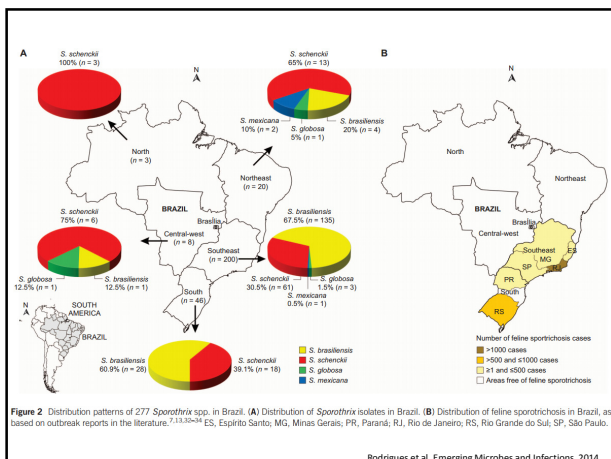 A
N
S. schenckii
100% (n = 3)
North
(n = 3)
S. schenckii
65% (n = 13)
S. mexicana
10% (n = 2)
S. globosa
5% (n = 1)
S. brasiliensis
20% (n = 4)
Northeast
(n = 20)
BRAZIL
Brasília
S. schenckii
75% (n = 6)
Central-west
(n = 8)
S. globosa
12.5% (n = 1)
S. brasiliensis
12.5% (n = 1)
S. brasiliensis
67.5% (n = 135)
Southeast
(n = 200)
S. schenckii
30.5% (n = 61)
S. globosa
1.5% (n = 3)
S. mexicana
0.5% (n = 1)
South
(n = 46)
S. brasiliensis
60.9% (n = 28)
S. schenckii
39.1% (n = 18)
N
SOUTH
AMERICA
BRAZIL
S. brasiliensis
S. schenckii
S. globosa
S. mexicana
B
N
North
Northeast
BRAZIL
Brasília
Central-west
Southeast
MG
ES
SP
RJ
PR
South
RS
Number of feline sportrichosis cases
>1000 cases
>500 and ≤1000 cases
≥1 and ≤500 cases
Areas free of feline sporotrichosis
Figure 2 Distribution patterns of 277 Sporothrix spp. in Brazil. (A) Distribution of Sporothrix isolates in Brazil. (B) Distribution of feline sporotrichosis in Brazil, as
based on outbreak reports in the literature.7,13,32–34 ES, Espírito Santo; MG, Minas Gerais; PR, Paraná; RJ, Rio de Janeiro; RS, Rio Grande do Sul; SP, São Paulo.
Rodrigues et al. Emerging Microbes and Infections, 2014